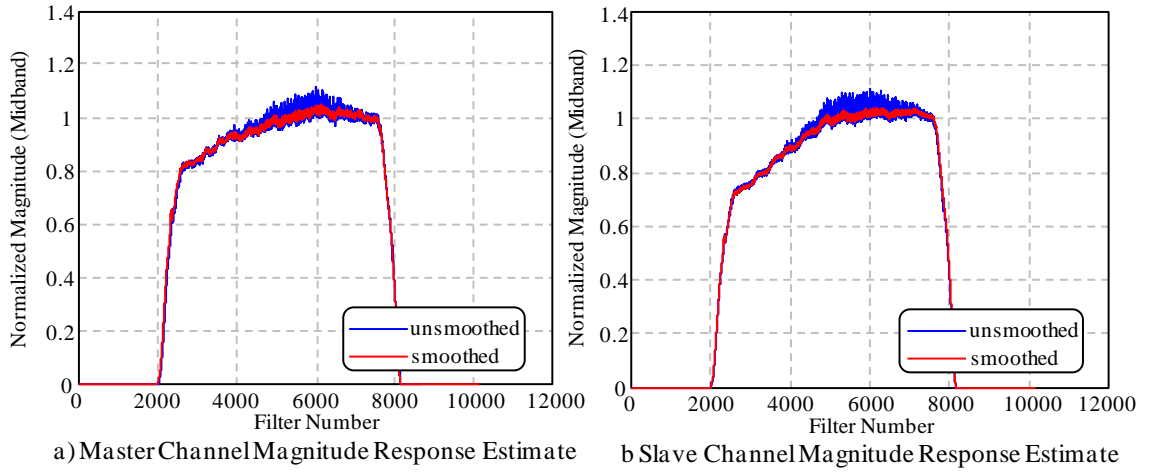 1.4
1.2
1
0.8
0.6
0.4
0.2
0
Normalized Magnitude (Midband)
unsmoothed
smoothed
0 2000 4000 6000 8000 10000 12000
Filter Number
a) Master Channel Magnitude Response Estimate
1.4
1.2
1
0.8
0.6
0.4
0.2
0
Normalized Magnitude (Midband)
unsmoothed
smoothed
0 2000 4000 6000 8000 10000 12000
Filter Number
b Slave Channel Magnitude Response Estimate